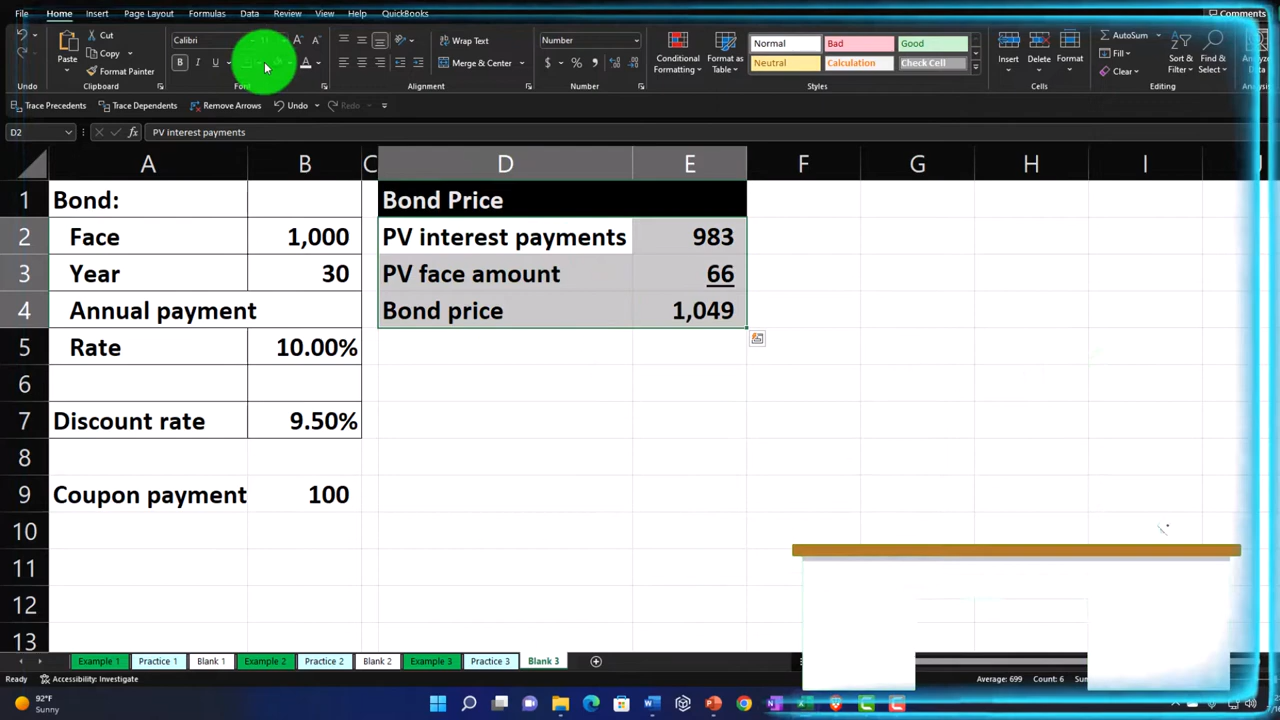 File Home Insert Page Layout Formulas Data Review View Help QuickBooks Comments
Cut Copy Format Painter Paste Calibri 11 Wrap Text Merge & Center Number Conditional Formatting Format as Table Normal Bad Good Neutral Calculation Check Cell Insert Delete Format AutoSum Fill Clear Sort & Filter Find & Select
Undo Clipboard Font Alignment Number Styles Cells Editing
Trace Precedents Trace Dependents Remove Arrows Undo Redo
D2 fx PV interest payments
A B C D E F G H I
1 Bond: Bond Price
2 Face 1,000 PV interest payments 983
3 Year 30 PV face amount 66
4 Annual payment Bond price 1,049
5 Rate 10.00%
6
7 Discount rate 9.50%
8
9 Coupon payment 100
10
11
12
13
Example 1 Practice 1 Blank 1 Example 2 Practice 2 Blank 2 Example 3 Practice 3 Blank 3
Ready Accessibility: Investigate Average: 699 Count: 6
92°F
Sunny